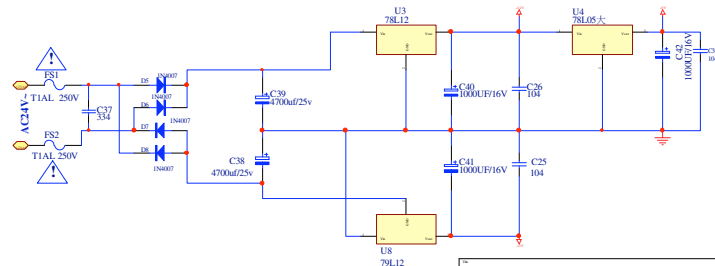 U3
78L12
U4
78L05大
FS1
T1AL 250V
AC24V~
C37
334
FS2
T1AL 250V
D5
1N4007
D6
1N4007
D7
1N4007
D8
1N4007
C39
4700uf/25v
C38
4700uf/25v
C40
1000UF/16V
C26
104
C42
1000UF/16V
C41
1000UF/16V
C25
104
U8
79L12